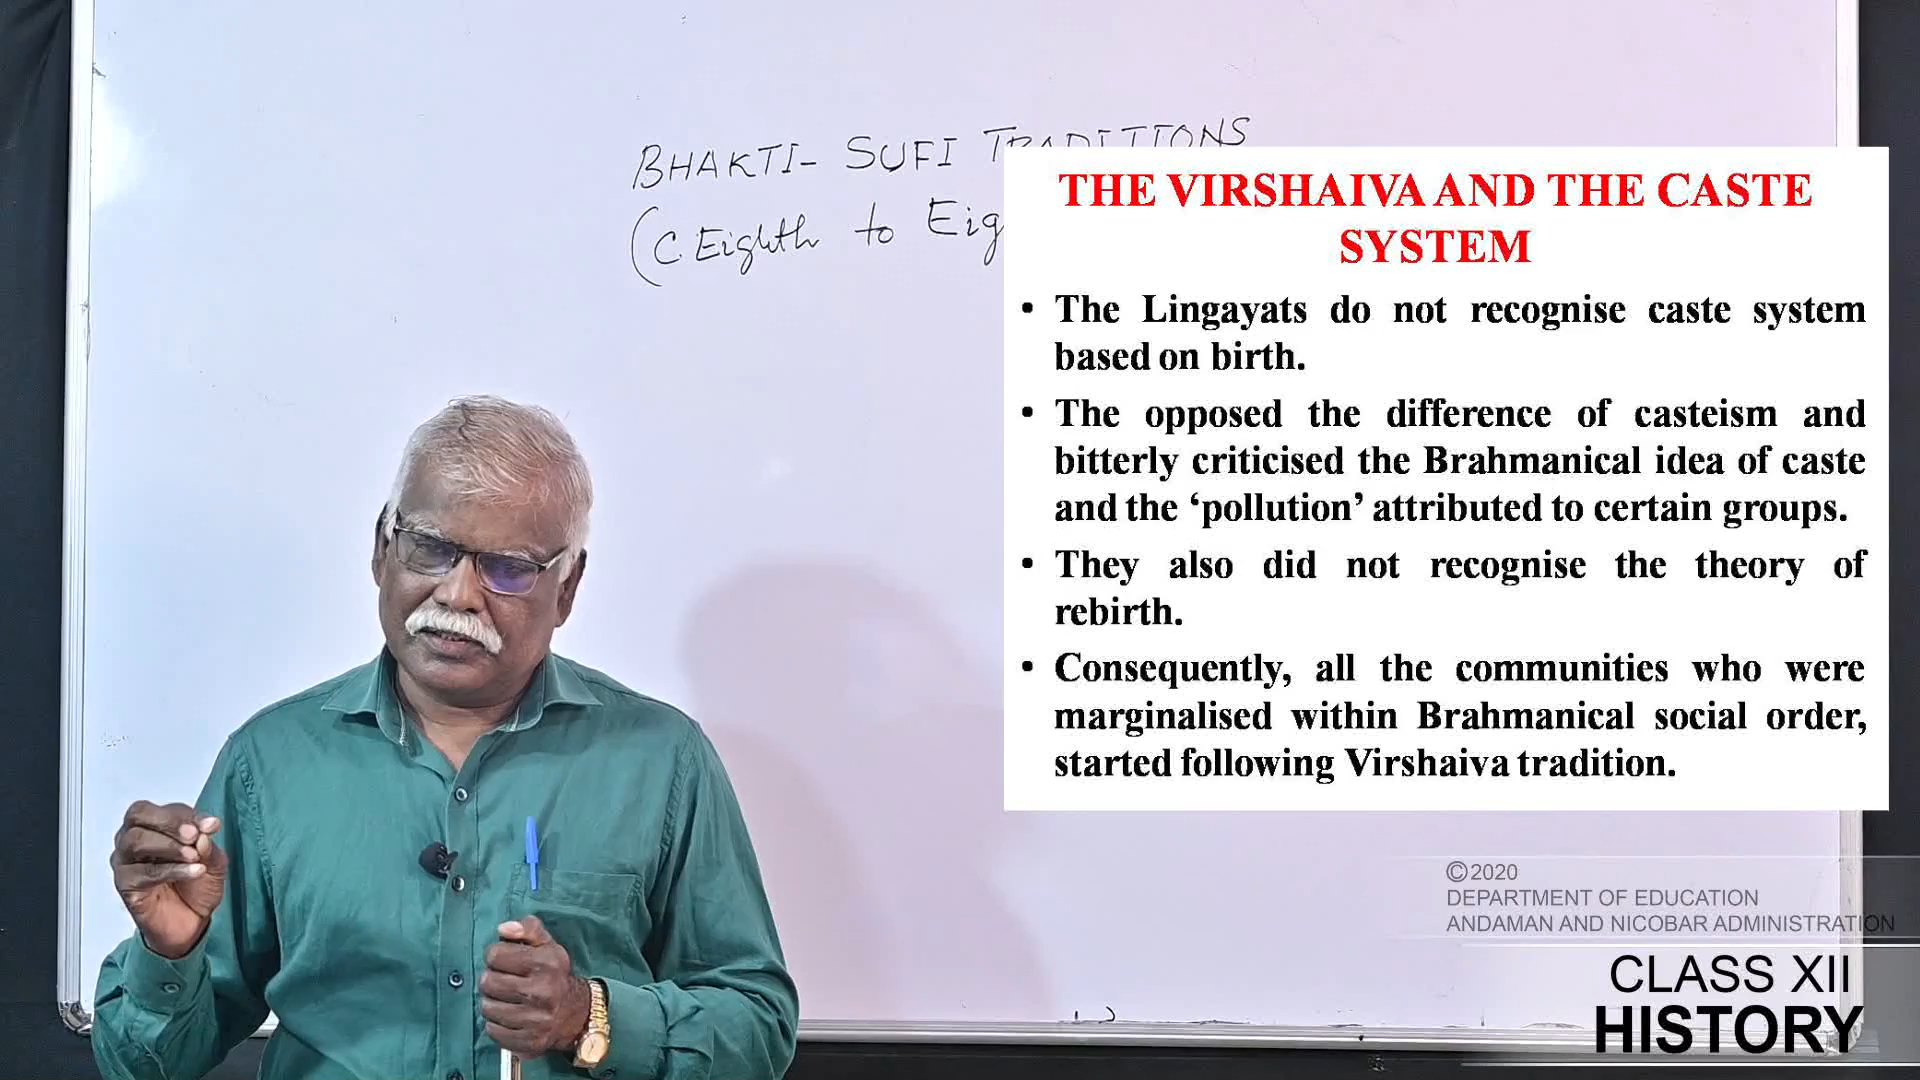 BHAKTI- SUFI TRADITIONS
(C. Eighth to Eig
THE VIRSHAIVA AND THE CASTE
SYSTEM
• The Lingayats do not recognise caste system
based on birth.
• The opposed the difference of casteism and
bitterly criticised the Brahmanical idea of caste
and the ‘pollution’ attributed to certain groups.
• They also did not recognise the theory of
rebirth.
• Consequently, all the communities who were
marginalised within Brahmanical social order,
started following Virshaiva tradition.
©2020
DEPARTMENT OF EDUCATION
ANDAMAN AND NICOBAR ADMINISTRATION
CLASS XII
HISTORY